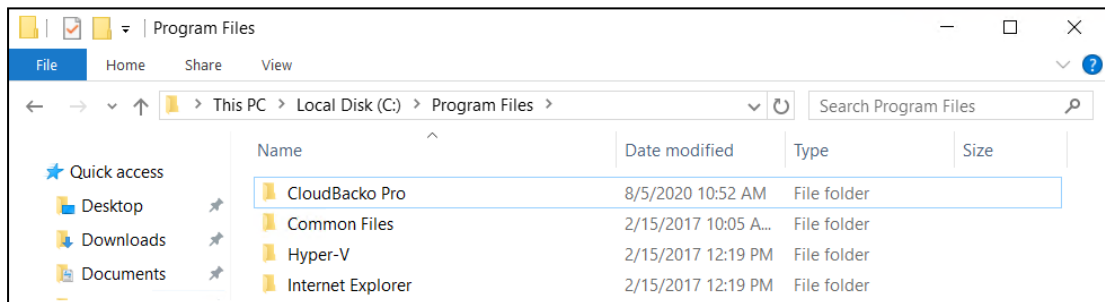 Program Files
File Home Share View
This PC > Local Disk (C:) > Program Files > Search Program Files
Name Date modified Type Size
Quick access
CloudBacko Pro 8/5/2020 10:52 AM File folder
Desktop
Common Files 2/15/2017 10:05 A... File folder
Downloads
Hyper-V 2/15/2017 12:19 PM File folder
Documents
Internet Explorer 2/15/2017 12:19 PM File folder